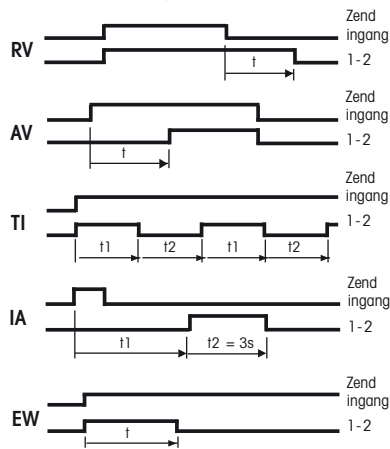 Zend
ingang
RV
1-2
t
Zend
ingang
AV
1-2
t
Zend
ingang
TI
1-2
t1 t2 t1 t2
Zend
ingang
IA
1-2
t1 t2 = 3s
Zend
ingang
EW
1-2
t